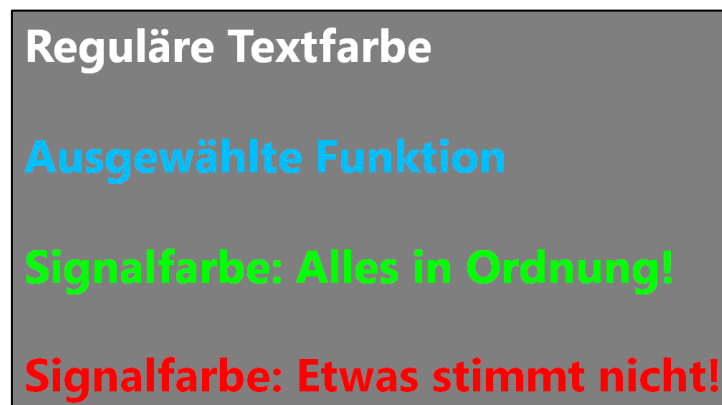 Reguläre Textfarbe
Ausgewählte Funktion
Signalfarbe: Alles in Ordnung!
Signalfarbe: Etwas stimmt nicht!